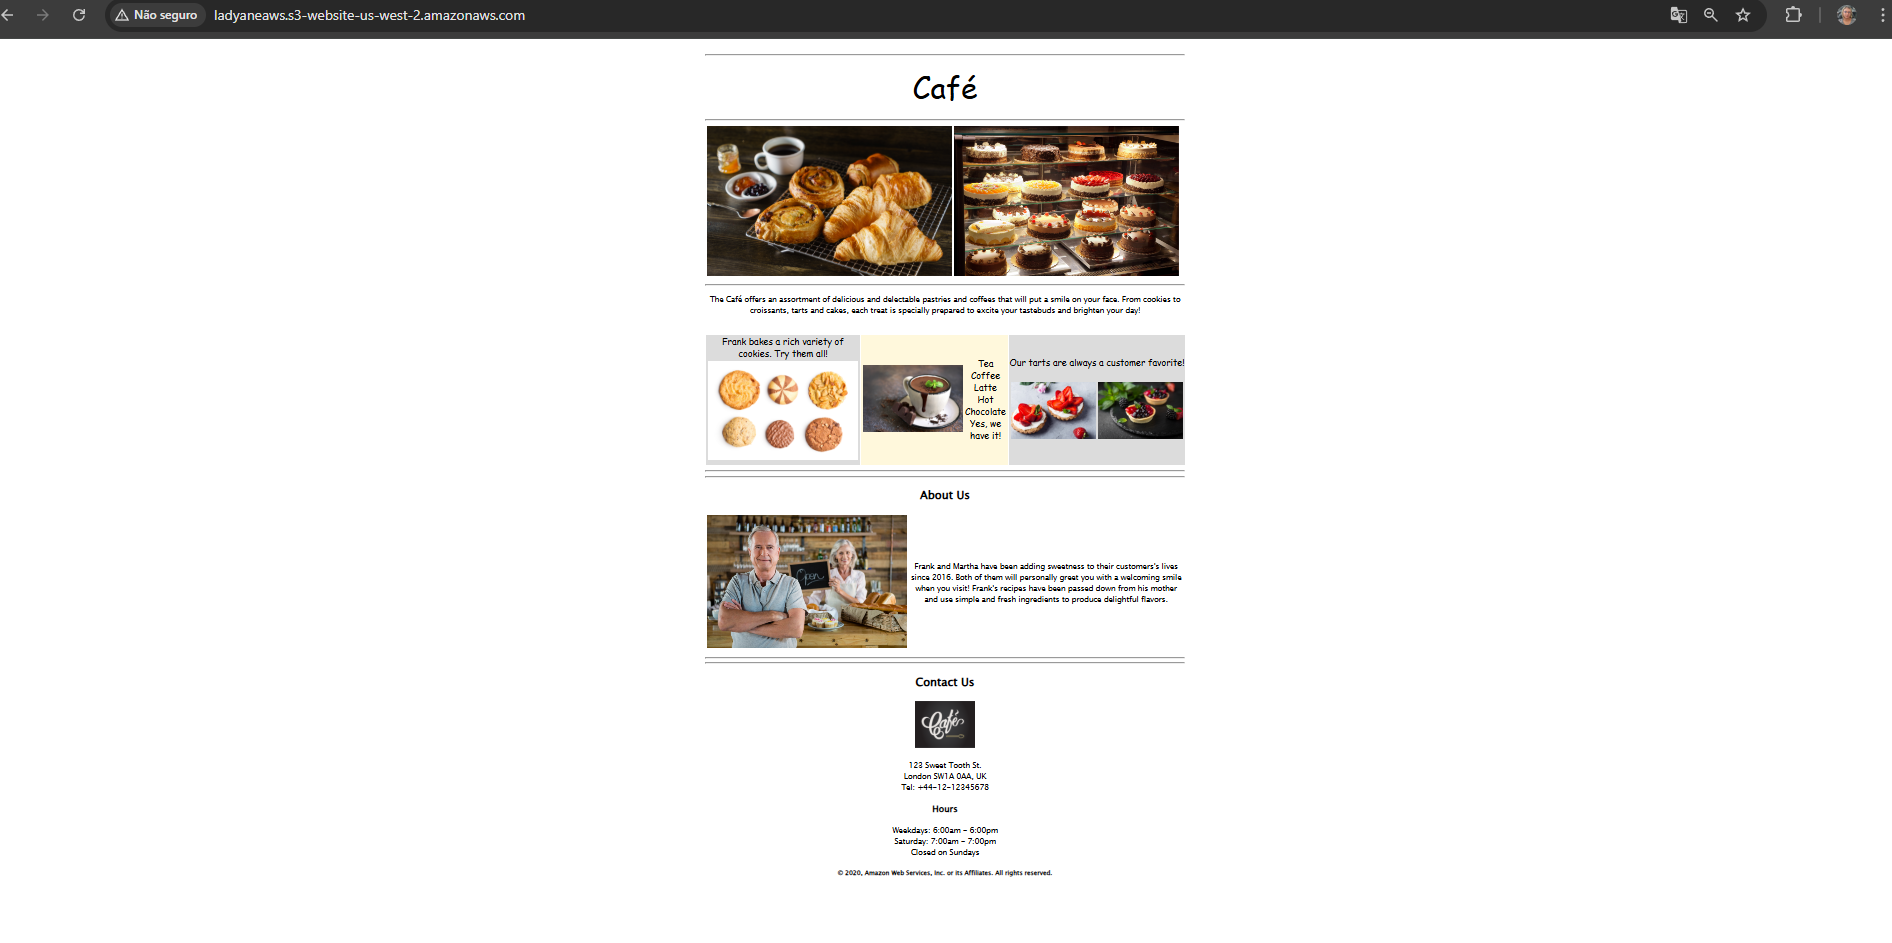 Não seguro
ladyaneaws.s3-website-us-west-2.amazonaws.com
Café
The Café offers an assortment of delicious and delectable pastries and coffees that will put a smile on your face. From cookies to
croissants, tarts and cakes, each treat is specially prepared to excite your tastebuds and brighten your day!
Frank bakes a rich variety of
cookies. Try them all!
Tea
Coffee
Latte
Hot
Chocolate
Yes, we
have it!
Our tarts are always a customer favorite!
About Us
Open
Frank and Martha have been adding sweetness to their customers's lives
since 2016. Both of them will personally greet you with a welcoming smile
when you visit! Frank's recipes have been passed down from his mother
and use simple and fresh ingredients to produce delightful flavors.
Contact Us
Café
123 Sweet Tooth St.
London SW1A 0AA, UK
Tel: +44-12-12345678
Hours
Weekdays: 6:00am - 6:00pm
Saturday: 7:00am - 7:00pm
Closed on Sundays
© 2020, Amazon Web Services, Inc. or its Affiliates. All rights reserved.